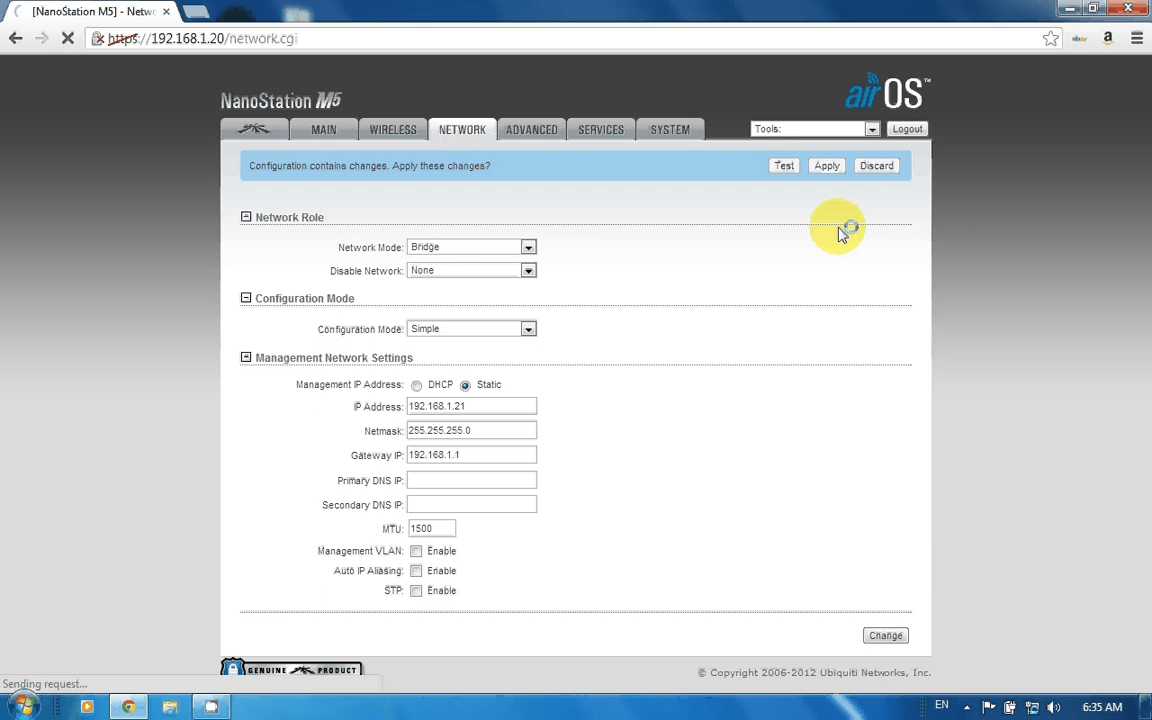 [NanoStation M5] - Netwo
https://192.168.1.20/network.cgi
NanoStation M5
airOS™
MAIN
WIRELESS
NETWORK
ADVANCED
SERVICES
SYSTEM
Tools:
Logout
Configuration contains changes. Apply these changes?
Test
Apply
Discard
Network Role
Network Mode: Bridge
Disable Network: None
Configuration Mode
Configuration Mode: Simple
Management Network Settings
Management IP Address: DHCP Static
IP Address: 192.168.1.21
Netmask: 255.255.255.0
Gateway IP: 192.168.1.1
Primary DNS IP:
Secondary DNS IP:
MTU: 1500
Management VLAN: Enable
Auto IP Aliasing: Enable
STP: Enable
Change
GENUINE PRODUCT
© Copyright 2006-2012 Ubiquiti Networks, Inc.
Sending request...
EN
6:35 AM